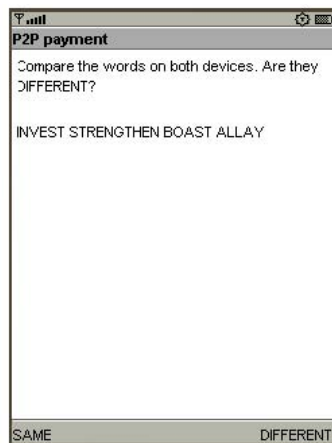 P2P payment
Compare the words on both devices. Are they
DIFFERENT?
INVEST STRENGTHEN BOAST ALLAY
SAME DIFFERENT